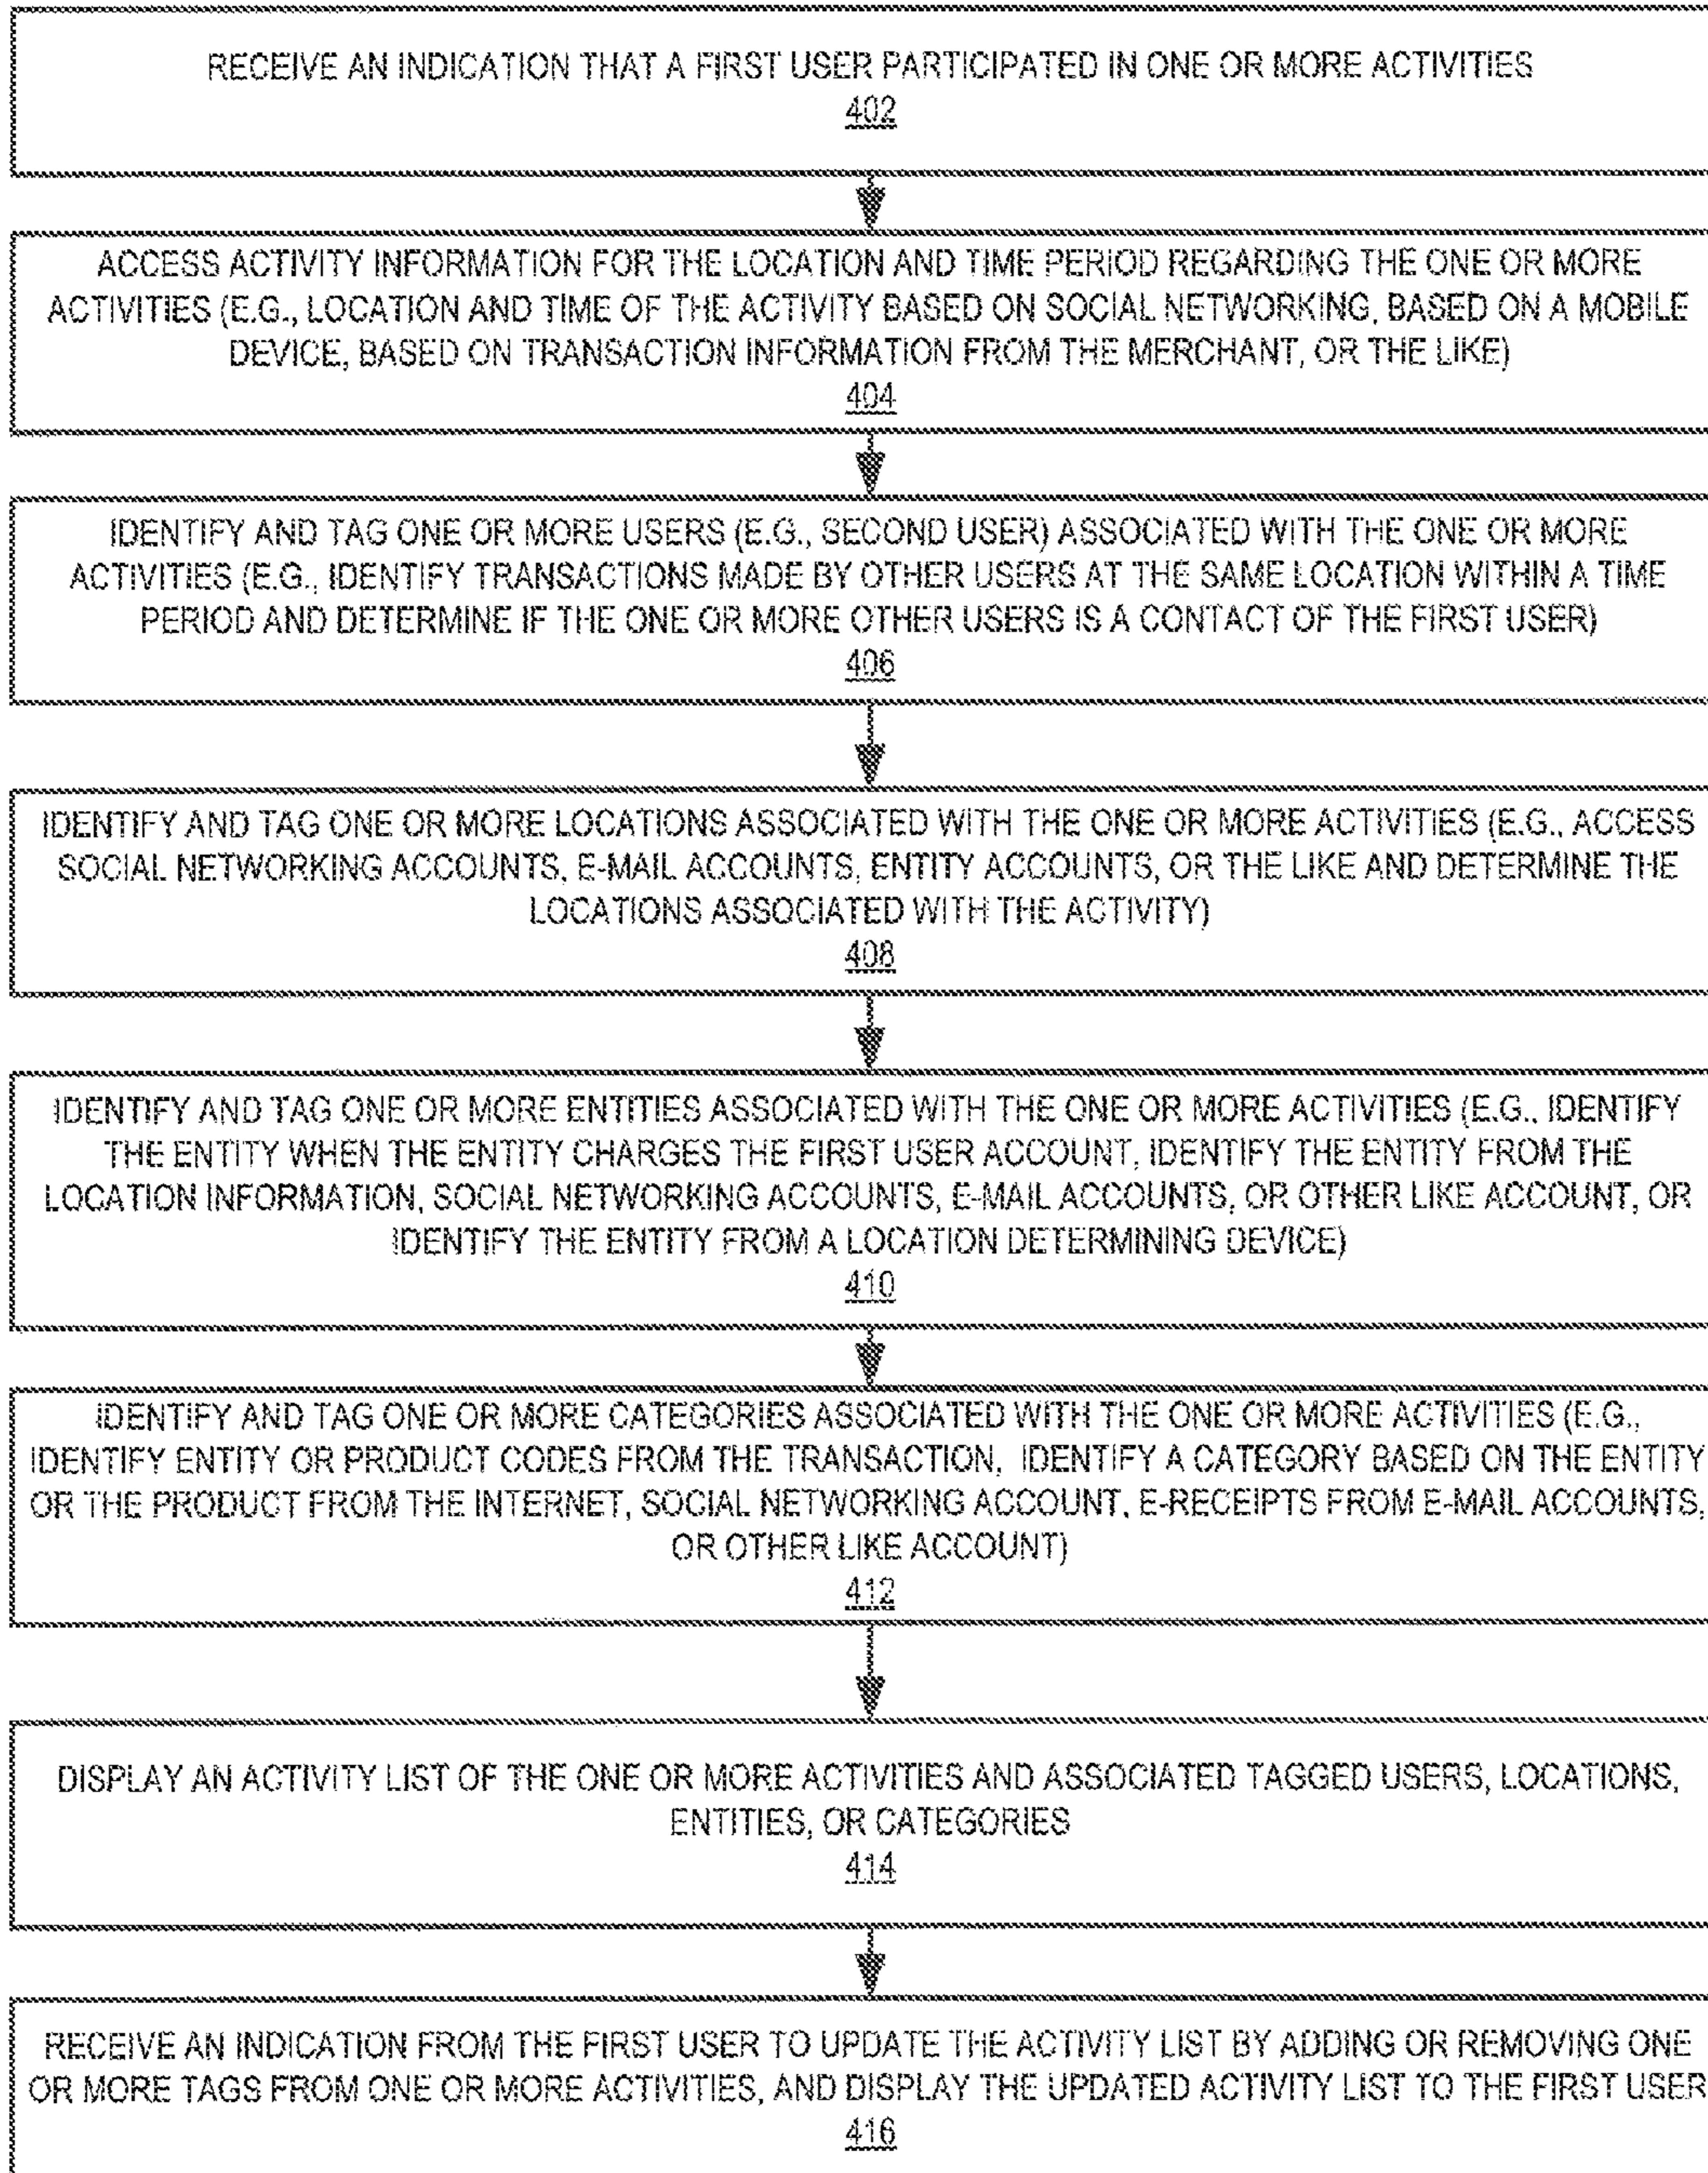 RECEIVE AN INDICATION THAT A FIRST USER PARTICIPATED IN ONE OR MORE ACTIVITIES
402
ACCESS ACTIVITY INFORMATION FOR THE LOCATION AND TIME PERIOD REGARDING THE ONE OR MORE
ACTIVITIES (E.G., LOCATION AND TIME OF THE ACTIVITY BASED ON SOCIAL NETWORKING, BASED ON A MOBILE
DEVICE, BASED ON TRANSACTION INFORMATION FROM THE MERCHANT, OR THE LIKE)
404
IDENTIFY AND TAG ONE OR MORE USERS (E.G., SECOND USER) ASSOCIATED WITH THE ONE OR MORE
ACTIVITIES (E.G., IDENTIFY TRANSACTIONS MADE BY OTHER USERS AT THE SAME LOCATION WITHIN A TIME
PERIOD AND DETERMINE IF THE ONE OR MORE OTHER USERS IS A CONTACT OF THE FIRST USER)
406
IDENTIFY AND TAG ONE OR MORE LOCATIONS ASSOCIATED WITH THE ONE OR MORE ACTIVITIES (E.G., ACCESS
SOCIAL NETWORKING ACCOUNTS, E-MAIL ACCOUNTS, ENTITY ACCOUNTS, OR THE LIKE AND DETERMINE THE
LOCATIONS ASSOCIATED WITH THE ACTIVITY)
408
IDENTIFY AND TAG ONE OR MORE ENTITIES ASSOCIATED WITH THE ONE OR MORE ACTIVITIES (E.G., IDENTIFY
THE ENTITY WHEN THE ENTITY CHARGES THE FIRST USER ACCOUNT, IDENTIFY THE ENTITY FROM THE
LOCATION INFORMATION, SOCIAL NETWORKING ACCOUNTS, E-MAIL ACCOUNTS, OR OTHER LIKE ACCOUNT, OR
IDENTIFY THE ENTITY FROM A LOCATION DETERMINING DEVICE)
410
IDENTIFY AND TAG ONE OR MORE CATEGORIES ASSOCIATED WITH THE ONE OR MORE ACTIVITIES (E.G.,
IDENTIFY ENTITY OR PRODUCT CODES FROM THE TRANSACTION, IDENTIFY A CATEGORY BASED ON THE ENTITY
OR THE PRODUCT FROM THE INTERNET, SOCIAL NETWORKING ACCOUNT, E-RECEIPTS FROM E-MAIL ACCOUNTS,
OR OTHER LIKE ACCOUNT)
412
DISPLAY AN ACTIVITY LIST OF THE ONE OR MORE ACTIVITIES AND ASSOCIATED TAGGED USERS, LOCATIONS,
ENTITIES, OR CATEGORIES
414
RECEIVE AN INDICATION FROM THE FIRST USER TO UPDATE THE ACTIVITY LIST BY ADDING OR REMOVING ONE
OR MORE TAGS FROM ONE OR MORE ACTIVITIES, AND DISPLAY THE UPDATED ACTIVITY LIST TO THE FIRST USER
416